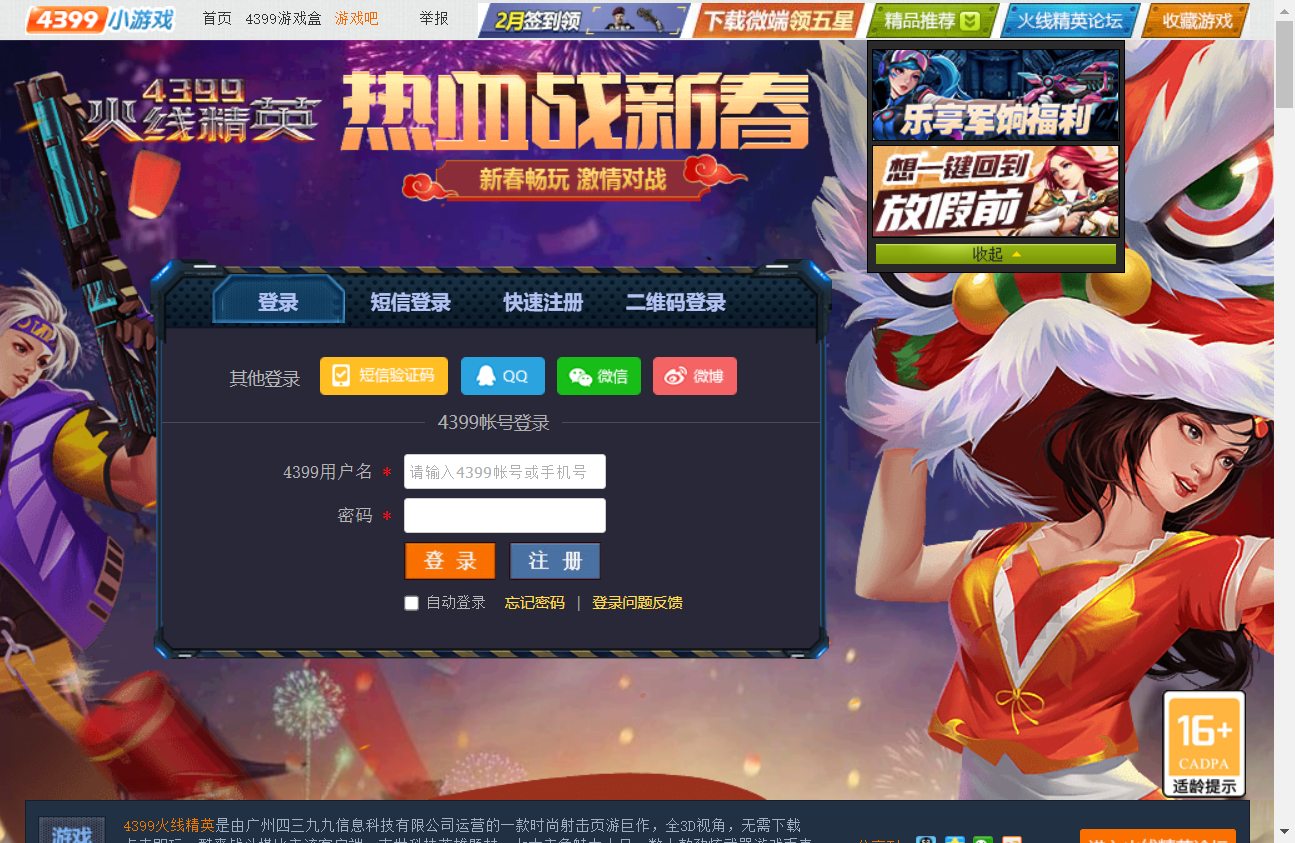 4399小游戏 首页 4399游戏盒 游戏吧 举报 2月签到领 下载微端领五星 精品推荐 火线精英论坛 收藏游戏
4399
火线精英
热血战新春
新春畅玩 激情对战
乐享军饷福利
想一键回到
放假前
收起
登录 短信登录 快速注册 二维码登录
其他登录 短信验证码 QQ 微信 微博
4399帐号登录
4399用户名 * 请输入4399帐号或手机号
密码 *
登 录 注 册
自动登录 忘记密码 | 登录问题反馈
16+
CADPA
适龄提示
游戏
4399火线精英是由广州四三九九信息科技有限公司运营的一款时尚射击页游巨作，全3D视角，无需下载